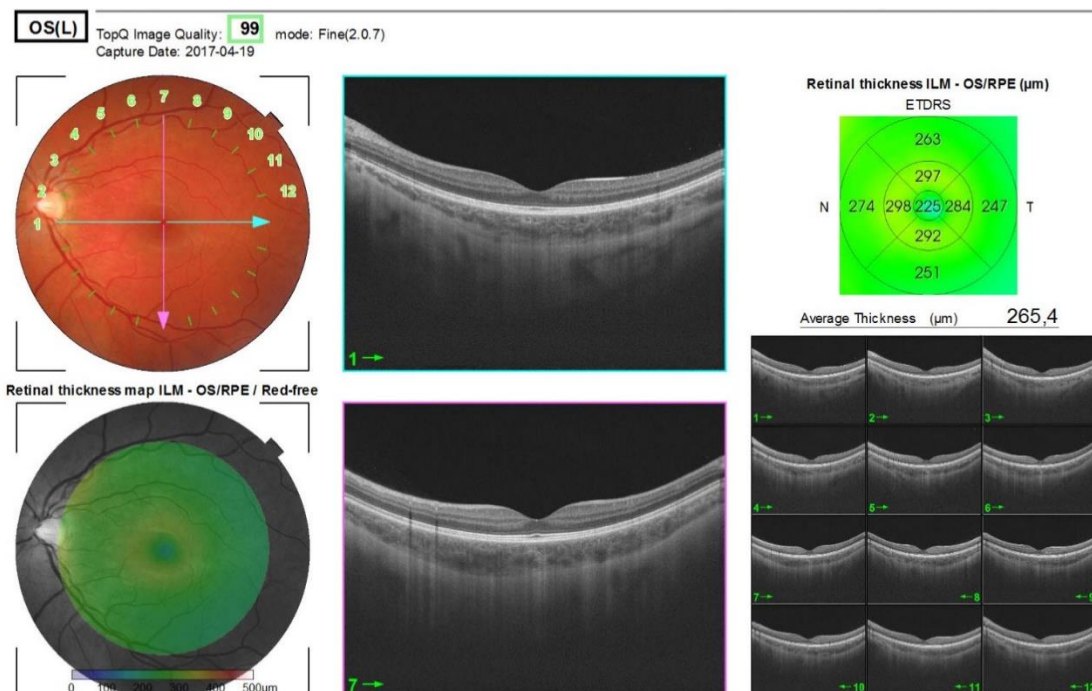 OS(L)
TopQ Image Quality: 99 mode: Fine(2.0.7)
Capture Date: 2017-04-19
1
2
3
4
5
6
7
8
9
10
11
12
1
Retinal thickness ILM - OS/RPE (µm)
ETDRS
263
297
N 274 298 225 284 247 T
292
251
Average Thickness (µm) 265,4
Retinal thickness map ILM - OS/RPE / Red-free
0 100 200 300 400 500µm
7
1 2 3
4 5 6
7 8 9
10 11